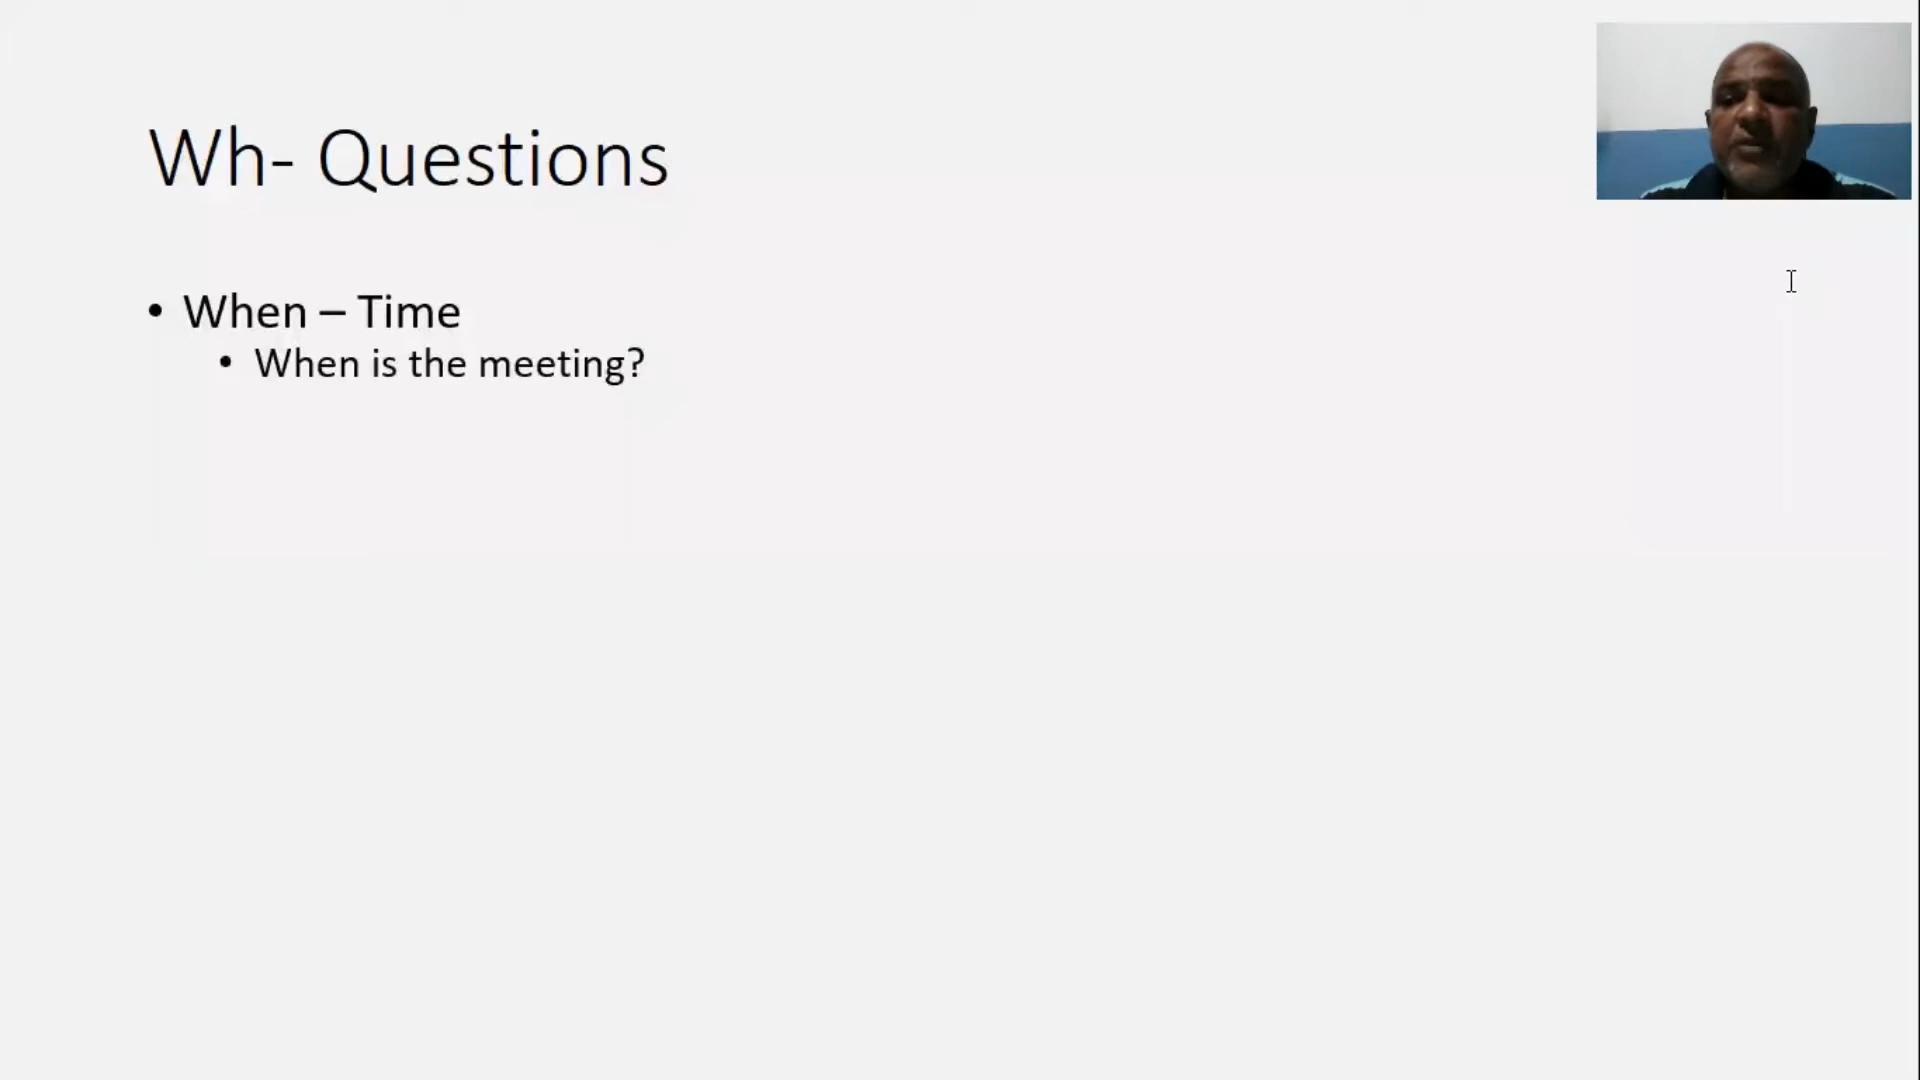 Wh- Questions
• When – Time
• When is the meeting?